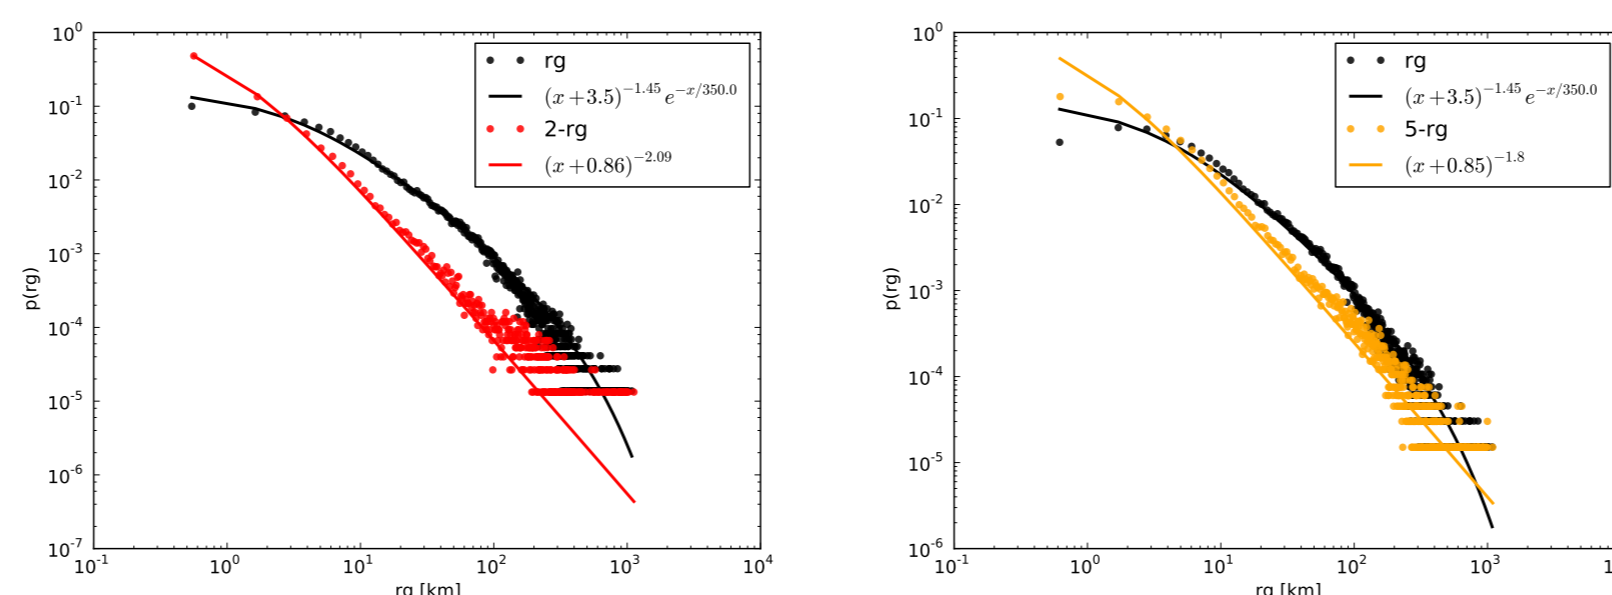 10^0
10^-1
10^-2
10^-3
10^-4
10^-5
10^-6
10^-7
p(rg)
10^-1 10^0 10^1 10^2 10^3 10^4
rg [km]
rg
(x+3.5)^{-1.45} e^{-x/350.0}
2-rg
(x+0.86)^{-2.09}
10^0
10^-1
10^-2
10^-3
10^-4
10^-5
10^-6
p(rg)
10^-1 10^0 10^1 10^2 10^3
rg [km]
rg
(x+3.5)^{-1.45} e^{-x/350.0}
5-rg
(x+0.85)^{-1.8}